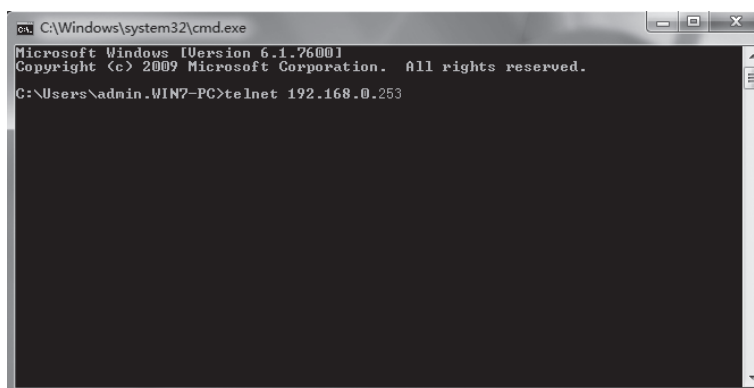 C:\Windows\system32\cmd.exe
Microsoft Windows [Version 6.1.7600]
Copyright (c) 2009 Microsoft Corporation.  All rights reserved.
C:\Users\admin.WIN7-PC>telnet 192.168.0.253